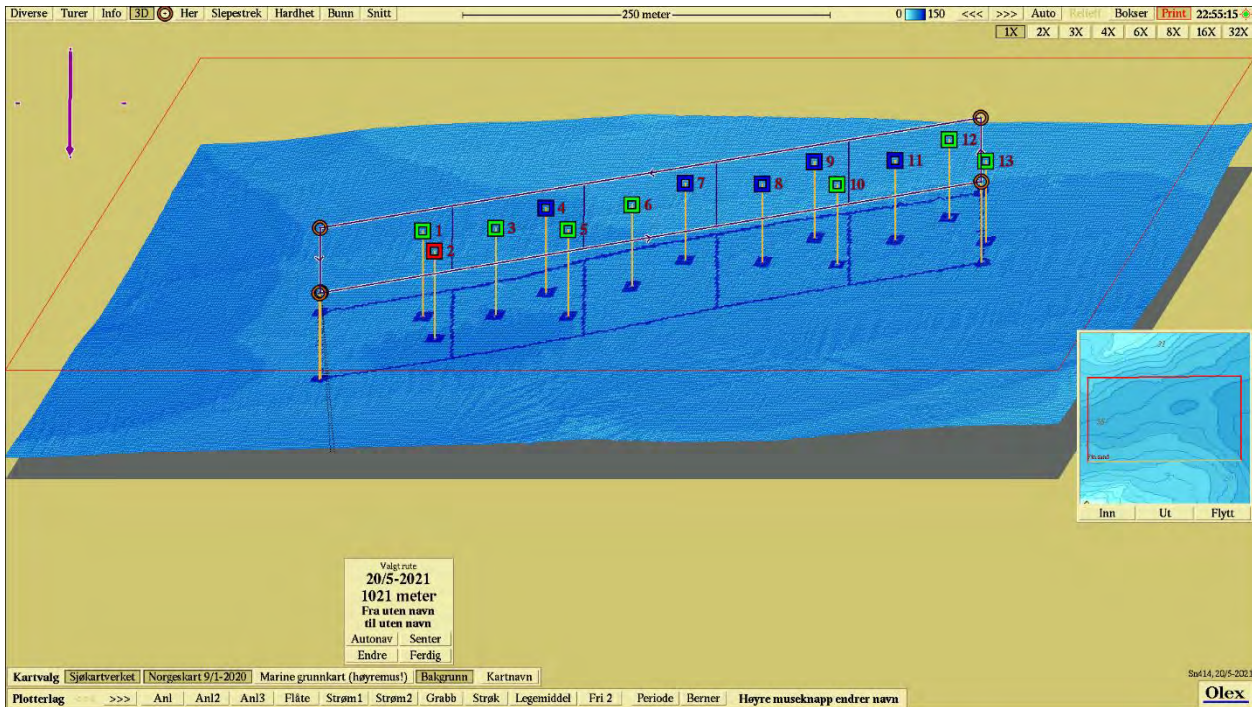 Diverse Turer Info 3D Her Slepestrek Hardhet Bunn Snitt 250 meter 0 150 <<< >>> Auto Relieff Bokser Print 22:55:15
1X 2X 3X 4X 6X 8X 16X 32X
12
9 11 13
7 8 10
4 6
1 3 5
2
Inn Ut Flytt
Valgt rute
20/5-2021
1021 meter
Fra uten navn
til uten navn
Autonav Senter
Endre Ferdig
Kartvalg Sjøkartverket Norgeskart 9/1-2020 Marine grunnkart (høyremus!) Bakgrunn Kartnavn
Sn414, 20/5-2021
Plotterlag <<< >>> Anl Anl2 Anl3 Flåte Strøm1 Strøm2 Grabb Strøk Legemiddel Fri 2 Periode Berner Høyre museknapp endrer navn
Olex